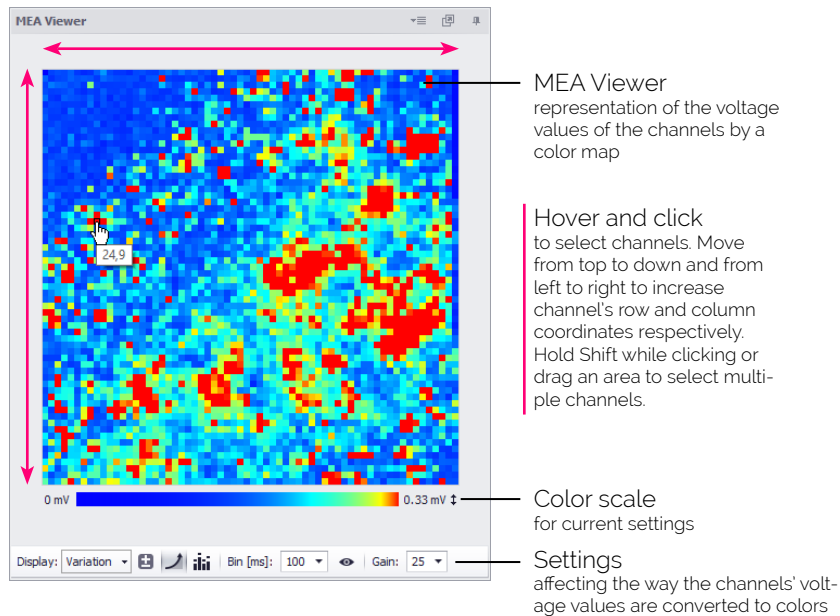 MEA Viewer
24,9
0 mV
0.33 mV
Display: Variation Bin [ms]: 100 Gain: 25
MEA Viewer
representation of the voltage
values of the channels by a
color map
Hover and click
to select channels. Move
from top to down and from
left to right to increase
channel's row and column
coordinates respectively.
Hold Shift while clicking or
drag an area to select multi-
ple channels.
Color scale
for current settings
Settings
affecting the way the channels' volt-
age values are converted to colors